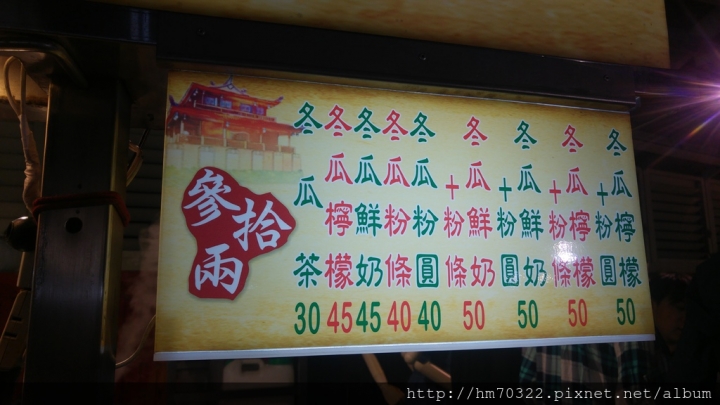 參拾兩
冬瓜茶 30
冬瓜檸檬 45
冬瓜鮮奶 45
冬瓜粉條 40
冬瓜粉圓 40
冬瓜鮮奶+粉條 50
冬瓜鮮奶+粉圓 50
冬瓜檸檬+粉條 50
冬瓜檸檬+粉圓 50
http://hm70322.pixnet.net/album